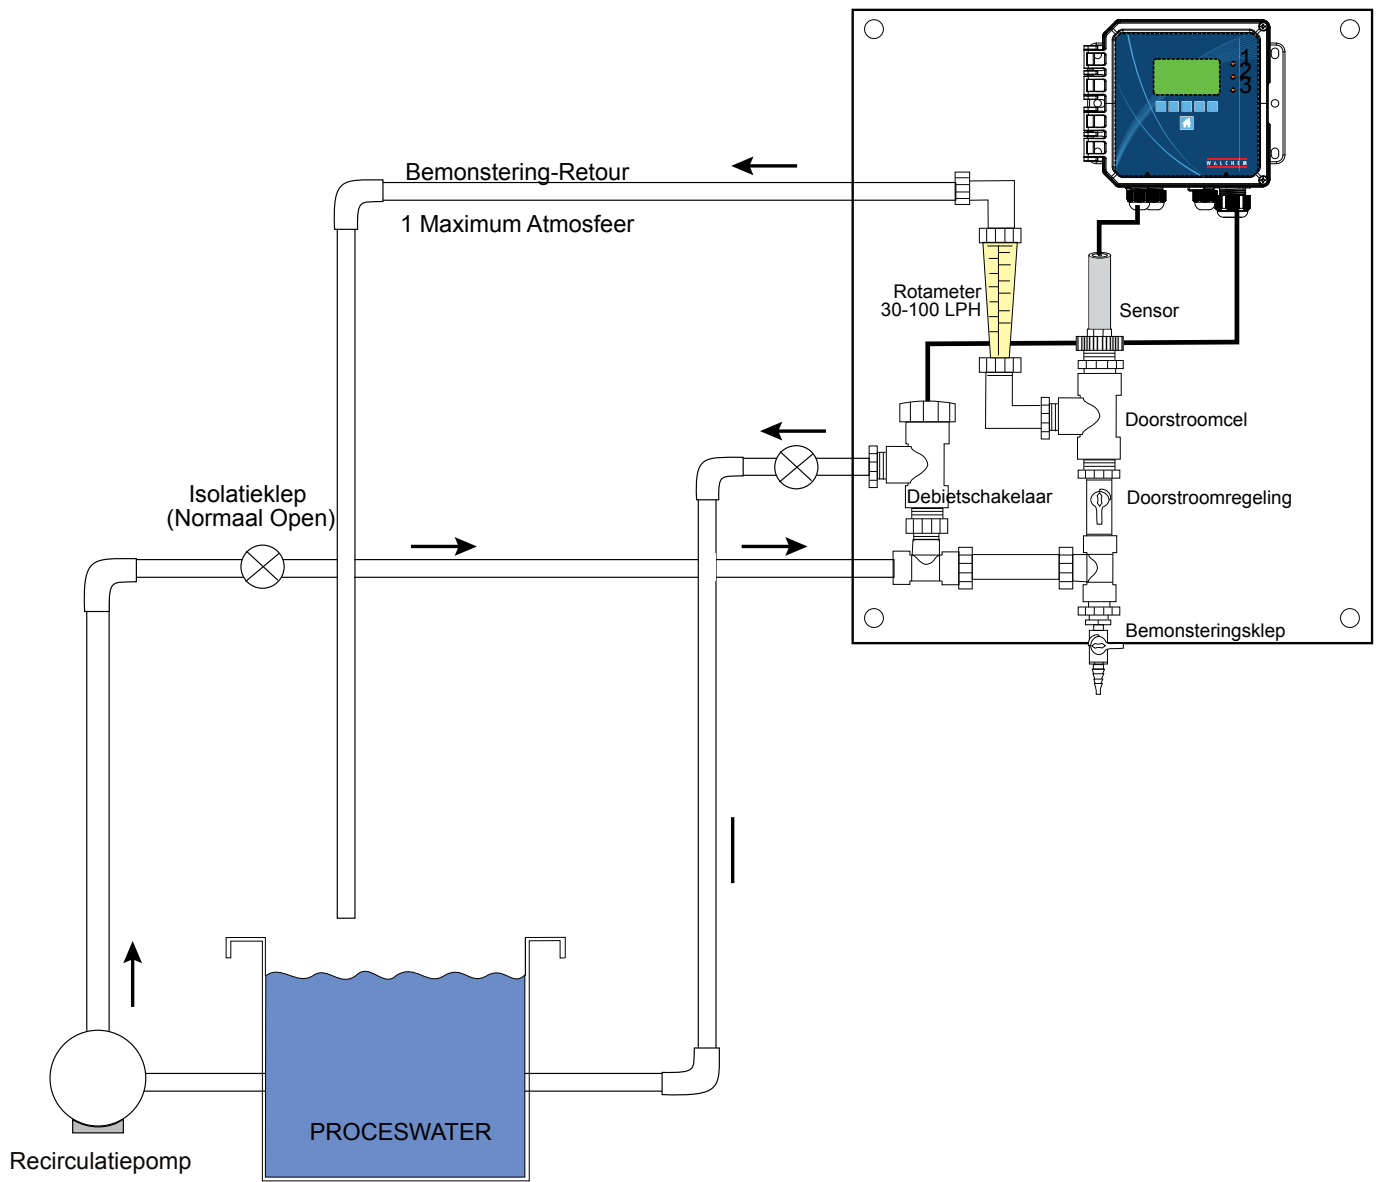 1
2
3
WALCHEM
Bemonstering-Retour
1 Maximum Atmosfeer
Rotameter
30-100 LPH
Sensor
Doorstroomcel
Isolatieklep
(Normaal Open)
Debietschakelaar
Doorstroomregeling
Bemonsteringsklep
PROCESWATER
Recirculatiepomp